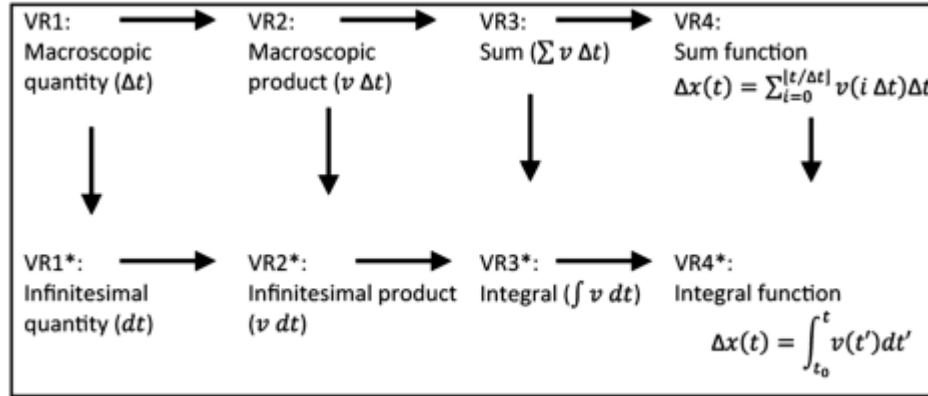 VR1:
Macroscopic
quantity (Δt)
VR2:
Macroscopic
product (v Δt)
VR3:
Sum (∑ v Δt)
VR4:
Sum function
Δx(t) = ∑_{i=0}^{⌊t/Δt⌋} v(i Δt)Δt
VR1*:
Infinitesimal
quantity (dt)
VR2*:
Infinitesimal product
(v dt)
VR3*:
Integral (∫ v dt)
VR4*:
Integral function
Δx(t) = ∫_{t₀}^{t} v(t′)dt′